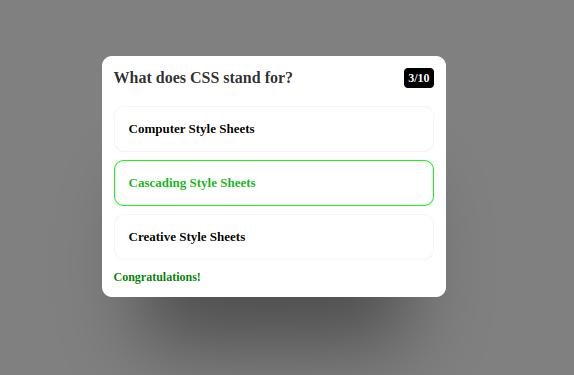 What does CSS stand for? 3/10
Computer Style Sheets
Cascading Style Sheets
Creative Style Sheets
Congratulations!